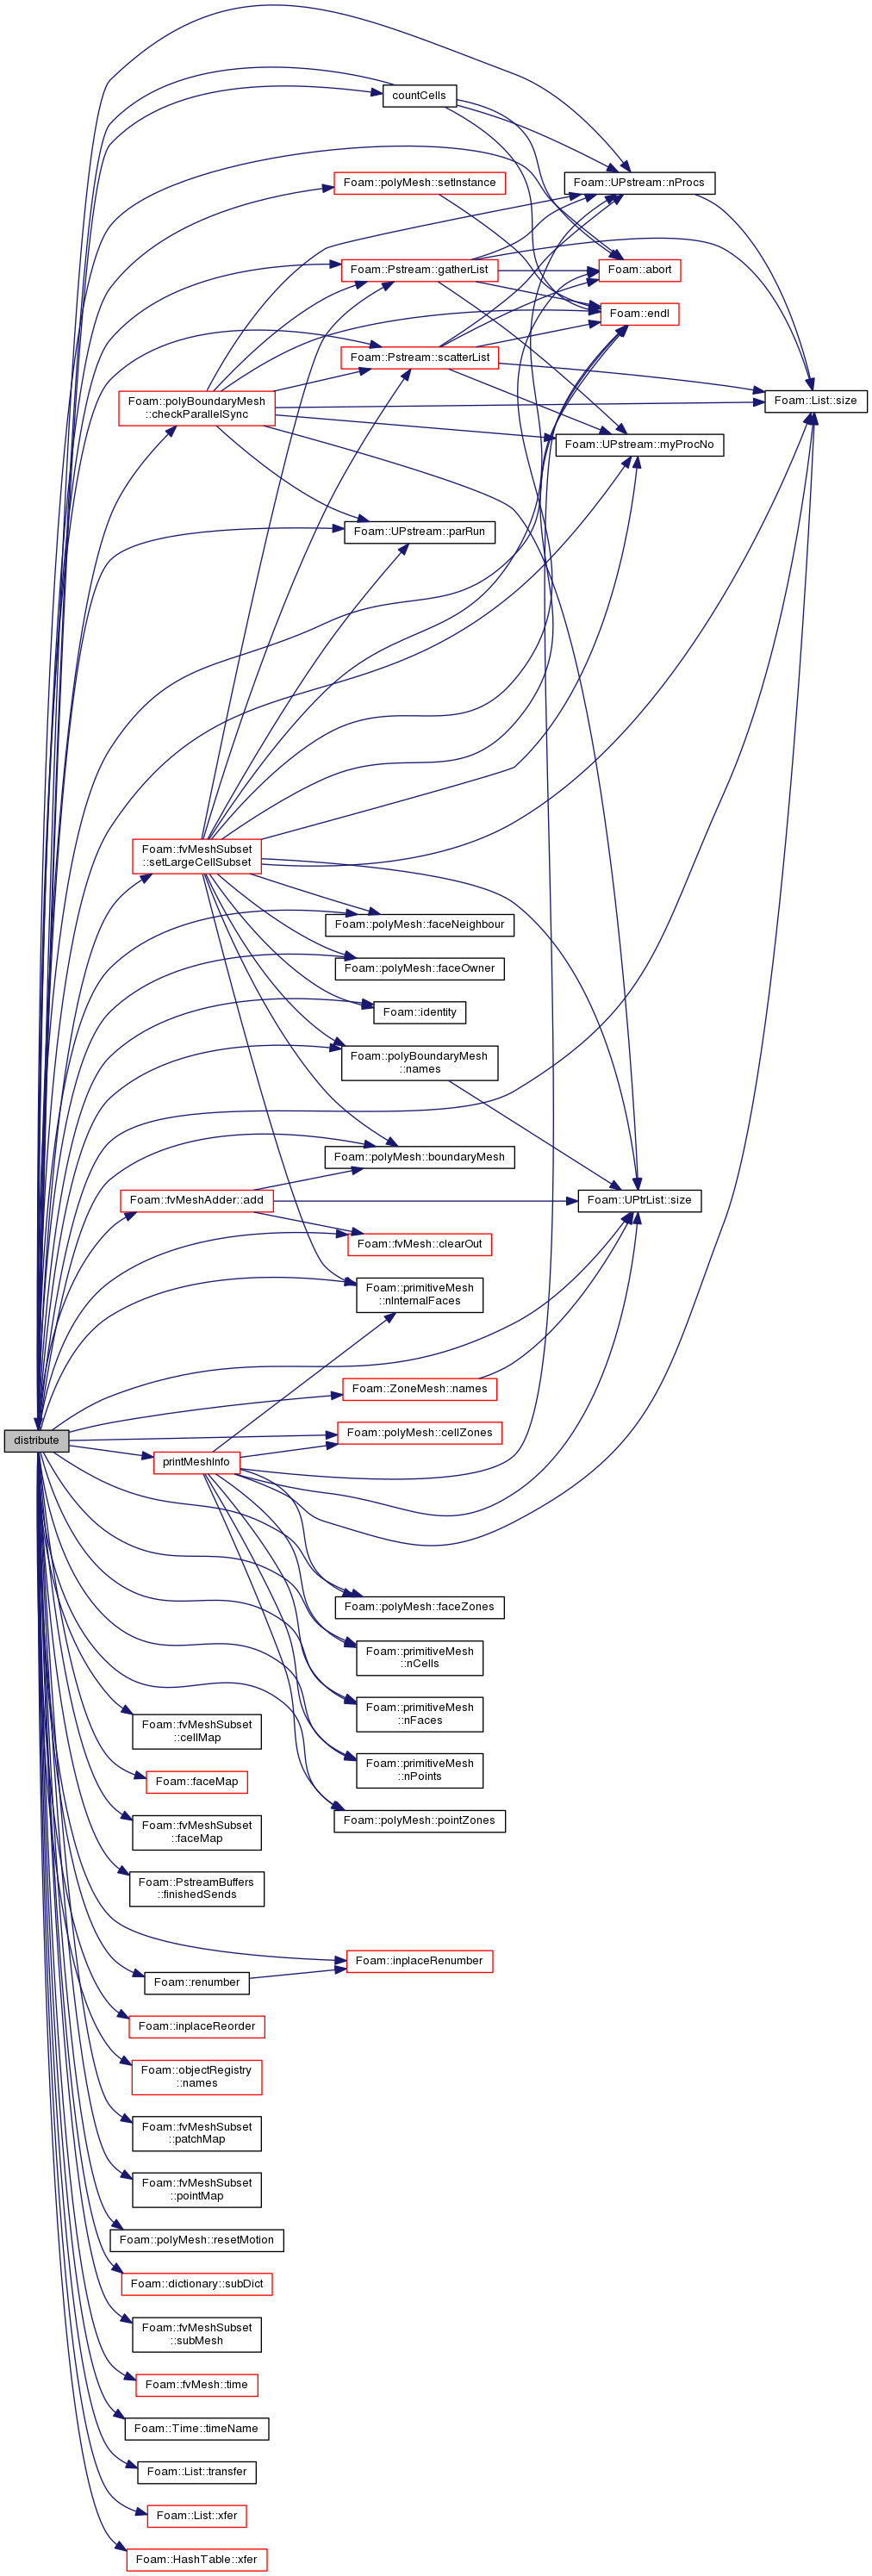 countCells
Foam::polyMesh::setInstance
Foam::UPstream::nProcs
Foam::Pstream::gatherList
Foam::abort
Foam::endl
Foam::Pstream::scatterList
Foam::polyBoundaryMesh
::checkParallelSync
Foam::List::size
Foam::UPstream::myProcNo
Foam::UPstream::parRun
Foam::fvMeshSubset
::setLargeCellSubset
Foam::polyMesh::faceNeighbour
Foam::polyMesh::faceOwner
Foam::identity
Foam::polyBoundaryMesh
::names
Foam::polyMesh::boundaryMesh
Foam::fvMeshAdder::add
Foam::UPtrList::size
Foam::fvMesh::clearOut
Foam::primitiveMesh
::nInternalFaces
Foam::ZoneMesh::names
Foam::polyMesh::cellZones
distribute
printMeshInfo
Foam::polyMesh::faceZones
Foam::primitiveMesh
::nCells
Foam::primitiveMesh
::nFaces
Foam::fvMeshSubset
::cellMap
Foam::primitiveMesh
::nPoints
Foam::faceMap
Foam::polyMesh::pointZones
Foam::fvMeshSubset
::faceMap
Foam::PstreamBuffers
::finishedSends
Foam::inplaceRenumber
Foam::renumber
Foam::inplaceReorder
Foam::objectRegistry
::names
Foam::fvMeshSubset
::patchMap
Foam::fvMeshSubset
::pointMap
Foam::polyMesh::resetMotion
Foam::dictionary::subDict
Foam::fvMeshSubset
::subMesh
Foam::fvMesh::time
Foam::Time::timeName
Foam::List::transfer
Foam::List::xfer
Foam::HashTable::xfer